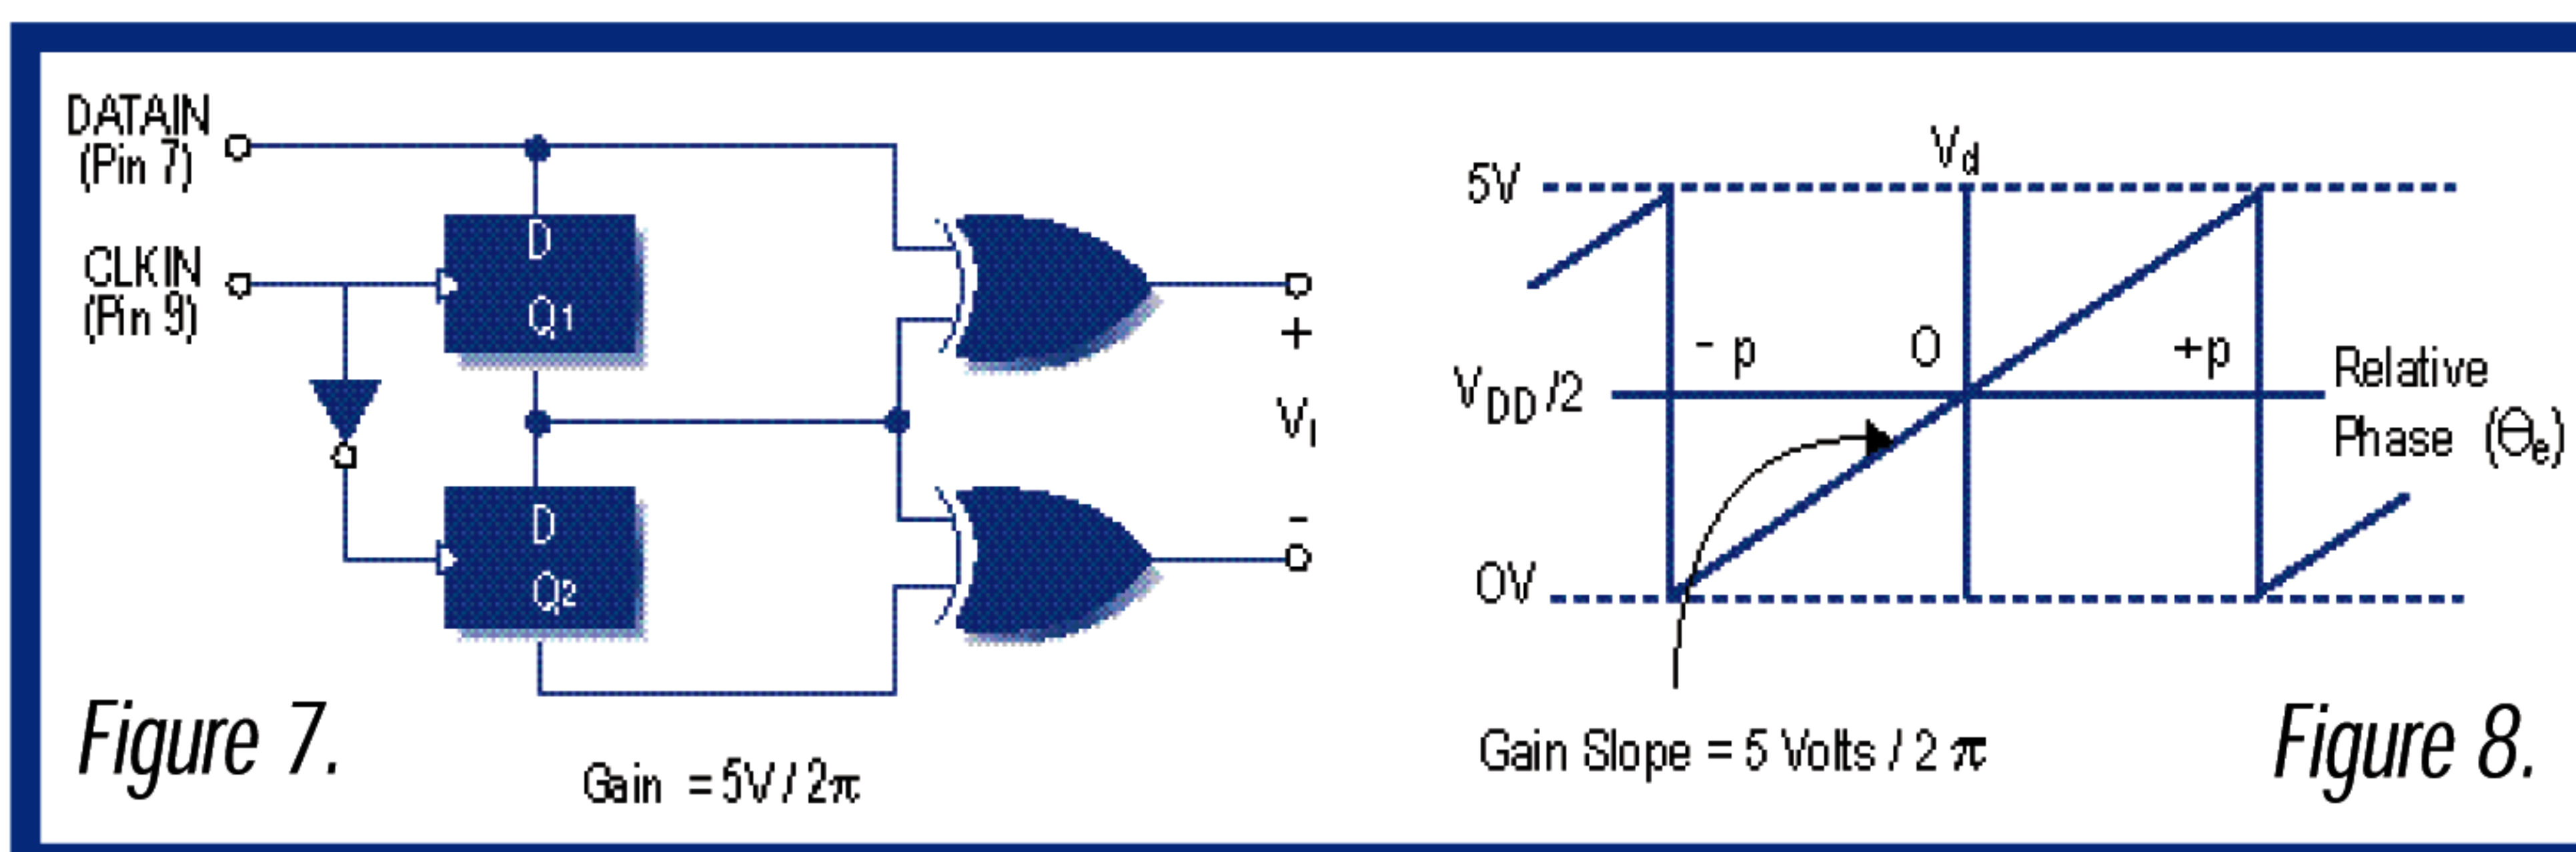 DATAIN
(Pin 7)
CLKIN
(Pin 9)
D
Q1
D
Q2
+
VI
-
Figure 7.
Gain = 5V / 2π
Vd
5V
- p
0
+p
VDD /2
Relative
Phase (Θe)
0V
Gain Slope = 5 Volts / 2 π
Figure 8.